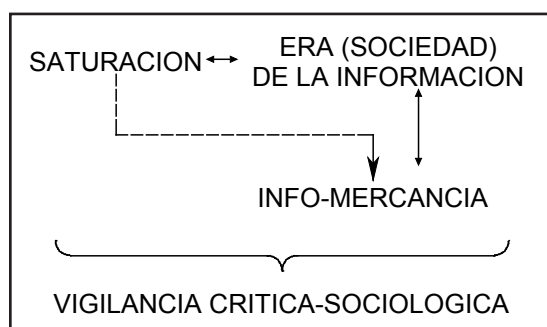 SATURACION
ERA (SOCIEDAD)
DE LA INFORMACION
INFO-MERCANCIA
VIGILANCIA CRITICA-SOCIOLOGICA